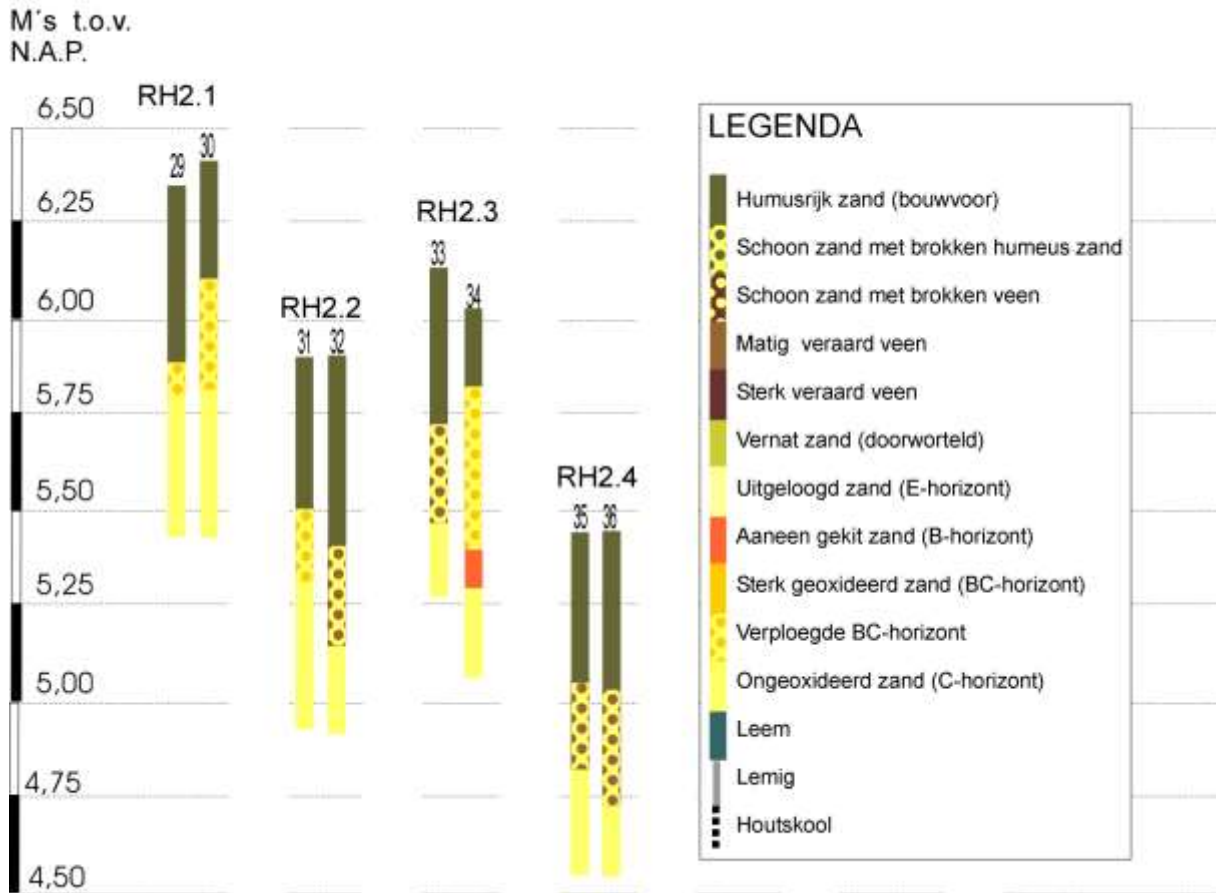 M's t.o.v.
N.A.P.
RH2.1
6,50
29
30
6,25
RH2.3
33
34
6,00
RH2.2
31
32
5,75
5,50
RH2.4
35
36
5,25
5,00
4,75
4,50
LEGENDA
Humusrijk zand (bouwvoor)
Schoon zand met brokken humeus zand
Schoon zand met brokken veen
Matig veraard veen
Sterk veraard veen
Vernat zand (doorworteld)
Uitgeloogd zand (E-horizont)
Aaneen gekit zand (B-horizont)
Sterk geoxideerd zand (BC-horizont)
Verploegde BC-horizont
Ongeoxideerd zand (C-horizont)
Leem
Lemig
Houtskool